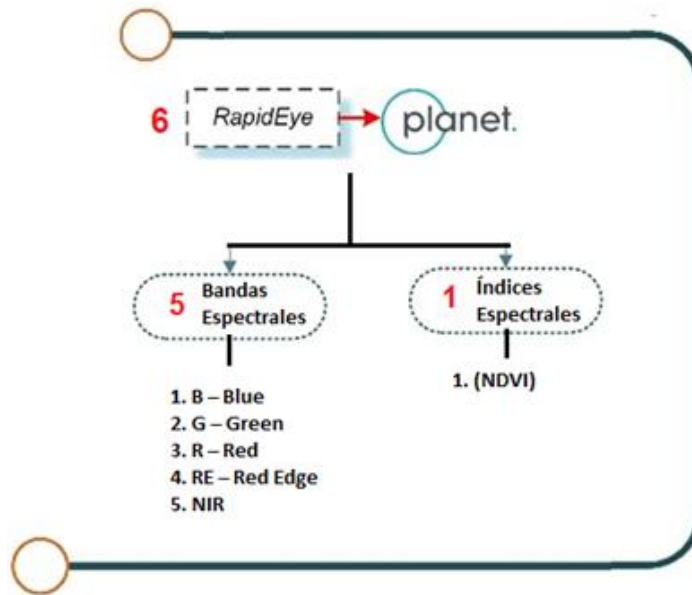 6 RapidEye planet.
5 Bandas
Espectrales
1 Índices
Espectrales
1. B – Blue
2. G – Green
3. R – Red
4. RE – Red Edge
5. NIR
1. (NDVI)